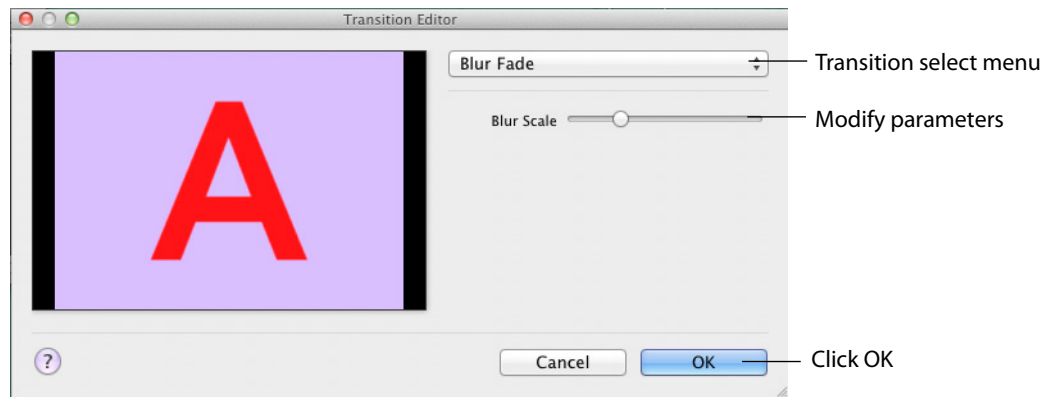 Transition Editor
Blur Fade
Transition select menu
Blur Scale
Modify parameters
A
?
Cancel
OK
Click OK